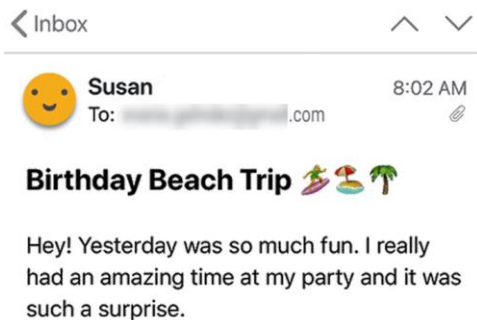 Inbox
Susan
8:02 AM
To: .com
Birthday Beach Trip 🏄🏖️🌴
Hey! Yesterday was so much fun. I really
had an amazing time at my party and it was
such a surprise.